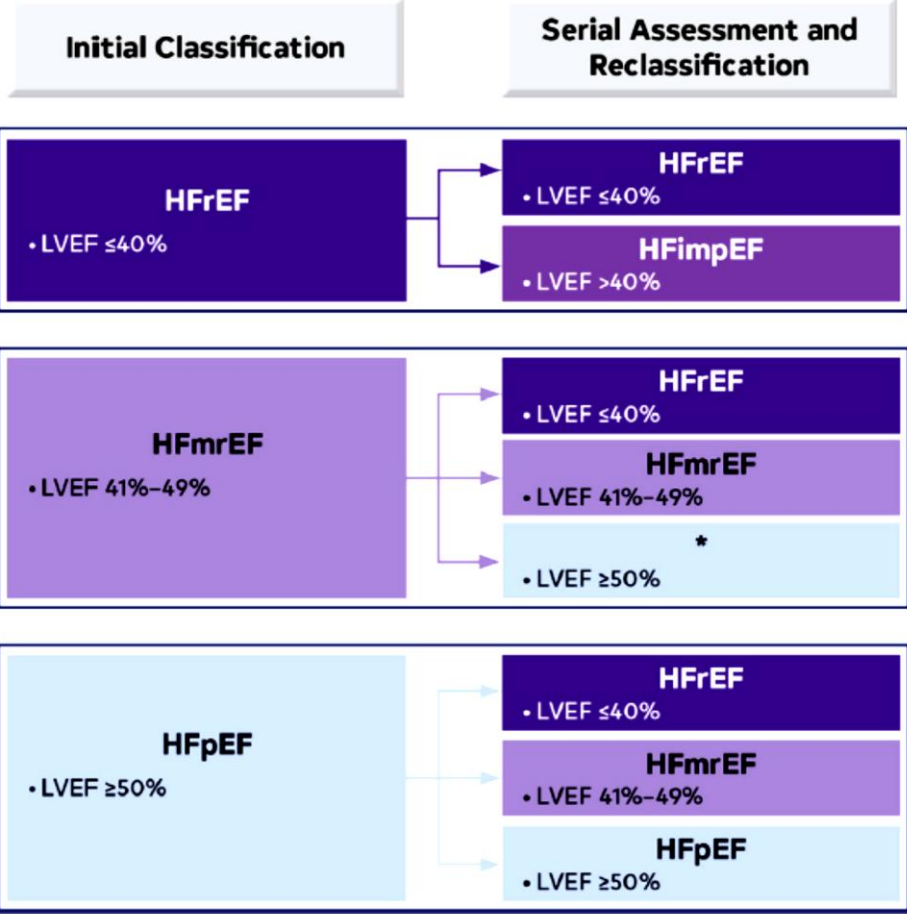 Initial Classification
Serial Assessment and
Reclassification
HFrEF
• LVEF ≤40%
HFrEF
• LVEF ≤40%
HFimpEF
• LVEF >40%
HFmrEF
• LVEF 41%–49%
HFrEF
• LVEF ≤40%
HFmrEF
• LVEF 41%–49%
*
• LVEF ≥50%
HFpEF
• LVEF ≥50%
HFrEF
• LVEF ≤40%
HFmrEF
• LVEF 41%–49%
HFpEF
• LVEF ≥50%